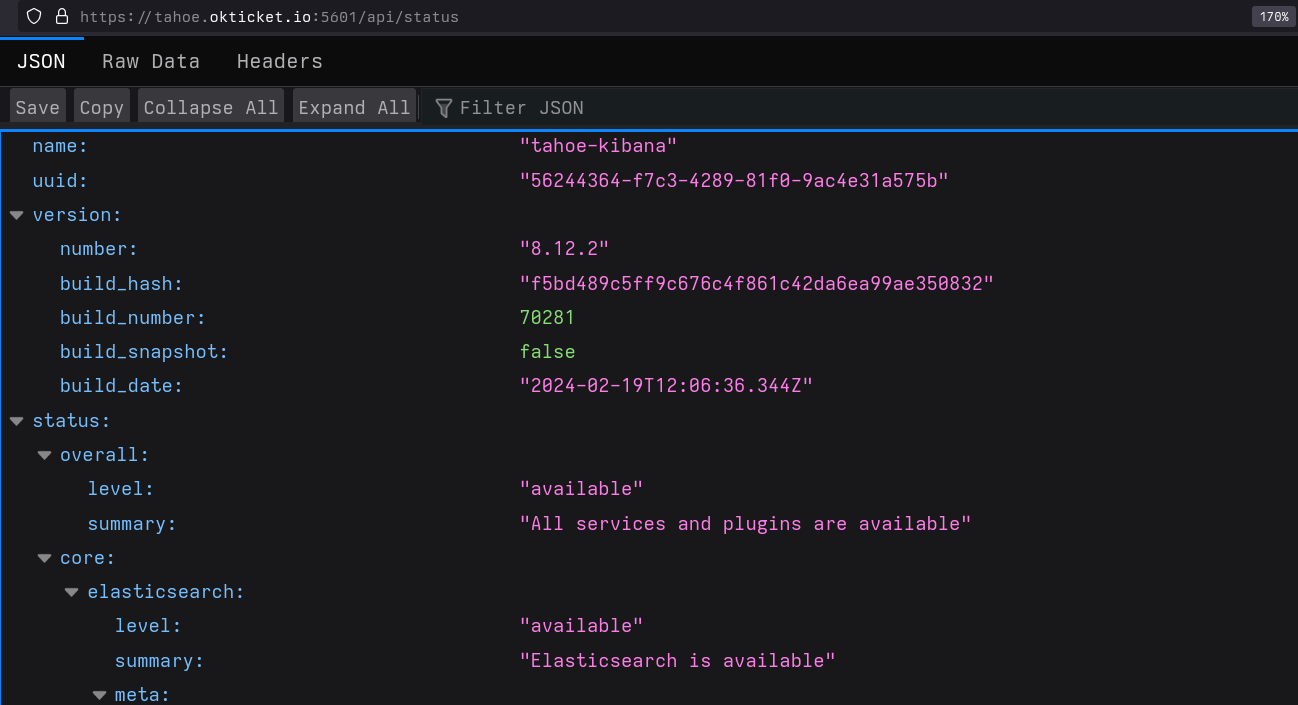 https://tahoe.okticket.io:5601/api/status 170%
JSON Raw Data Headers
Save Copy Collapse All Expand All Filter JSON
name: "tahoe-kibana"
uuid: "56244364-f7c3-4289-81f0-9ac4e31a575b"
version:
number: "8.12.2"
build_hash: "f5bd489c5ff9c676c4f861c42da6ea99ae350832"
build_number: 70281
build_snapshot: false
build_date: "2024-02-19T12:06:36.344Z"
status:
overall:
level: "available"
summary: "All services and plugins are available"
core:
elasticsearch:
level: "available"
summary: "Elasticsearch is available"
meta: